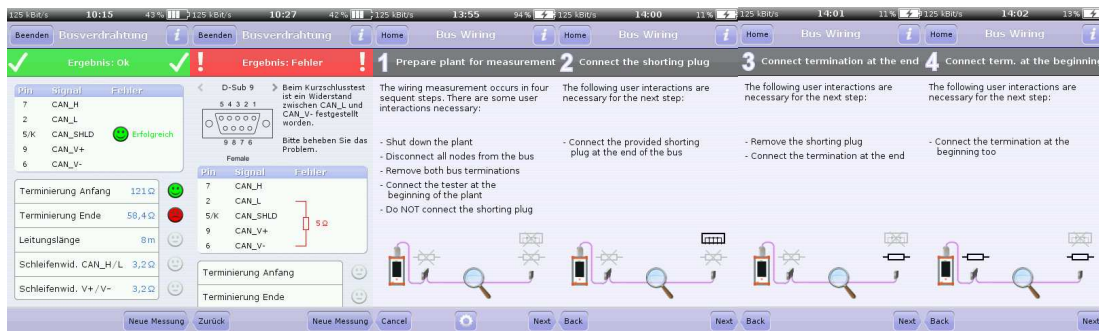 125 kBit/s 10:15 43 %
Beenden Busverdrahtung i
Ergebnis: Ok
Pin Signal Fehler
7 CAN_H
2 CAN_L
5/K CAN_SHLD Erfolgreich
9 CAN_V+
6 CAN_V-
Terminierung Anfang 121 Ω
Terminierung Ende 58,4 Ω
Leitungslänge 8 m
Schleifenwid. CAN_H/L 3,2 Ω
Schleifenwid. V+/V- 3,2 Ω
Neue Messung
125 kBit/s 10:27 42 %
Beenden Busverdrahtung i
! Ergebnis: Fehler !
< D-Sub 9 >
5 4 3 2 1
9 8 7 6
Female
Beim Kurzschlusstest
ist ein Widerstand
zwischen CAN_L und
CAN_V- festgestellt
worden.
Bitte beheben Sie das
Problem.
Pin Signal Fehler
7 CAN_H
2 CAN_L
5/K CAN_SHLD 5 Ω
9 CAN_V+
6 CAN_V-
Terminierung Anfang
Terminierung Ende
Zurück Neue Messung
125 kBit/s 13:55 94 %
Home Bus Wiring i
1 Prepare plant for measurement
The wiring measurement occurs in four
sequent steps. There are some user
interactions necessary:
- Shut down the plant
- Disconnect all nodes from the bus
- Remove both bus terminations
- Connect the tester at the
beginning of the plant
- Do NOT connect the shorting plug
Cancel Next
125 kBit/s 14:00 11 %
Home Bus Wiring i
2 Connect the shorting plug
The following user interactions are
necessary for the next step:
- Connect the provided shorting
plug at the end of the bus
Back Next
125 kBit/s 14:01 11 %
Home Bus Wiring i
3 Connect termination at the end
The following user interactions are
necessary for the next step:
- Remove the shorting plug
- Connect the termination at the end
Back Next
125 kBit/s 14:02 13 %
Home Bus Wiring i
4 Connect term. at the beginning
The following user interactions are
necessary for the next step:
- Connect the termination at the
beginning too
Back Next